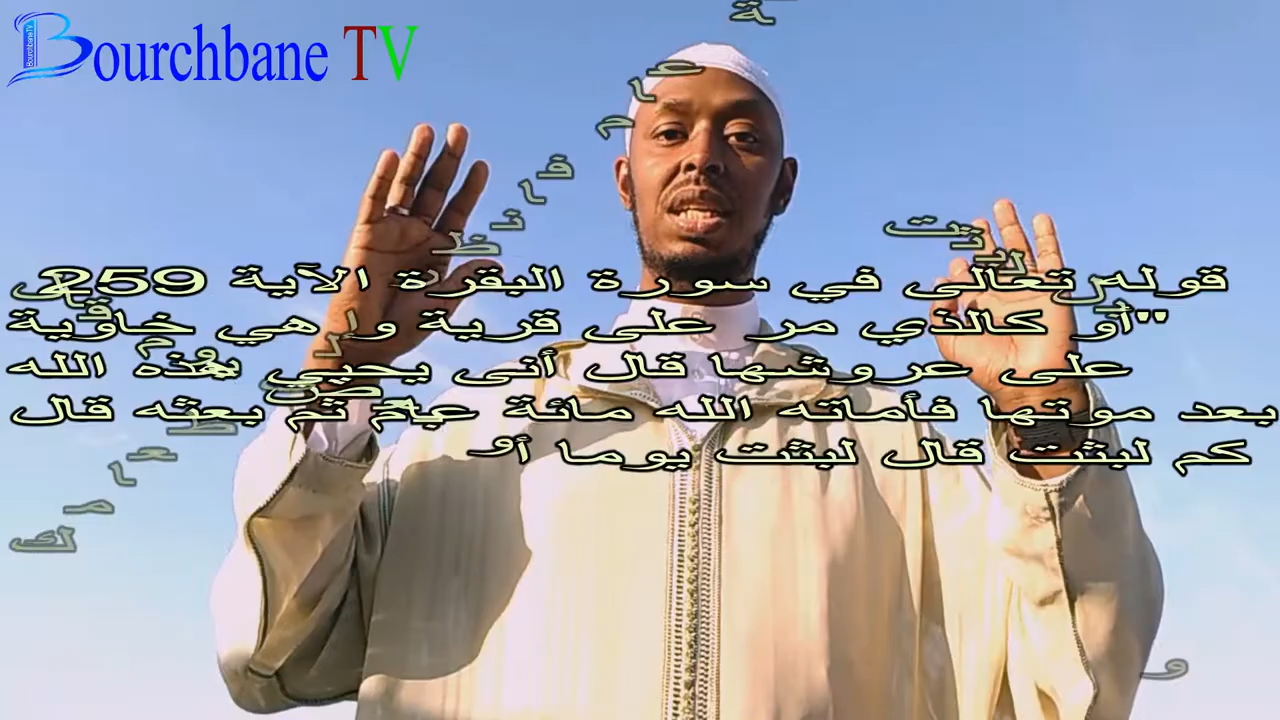 Bourchbane TV
قوله تعالى في سورة البقرة الآية 259
"أو كالذي مر على قرية و هي خاوية
على عروشها قال أنى يحيي هذه الله
بعد موتها فأماته الله مائة عام ثم بعثه قال
كم لبثت قال لبثت يوما أو